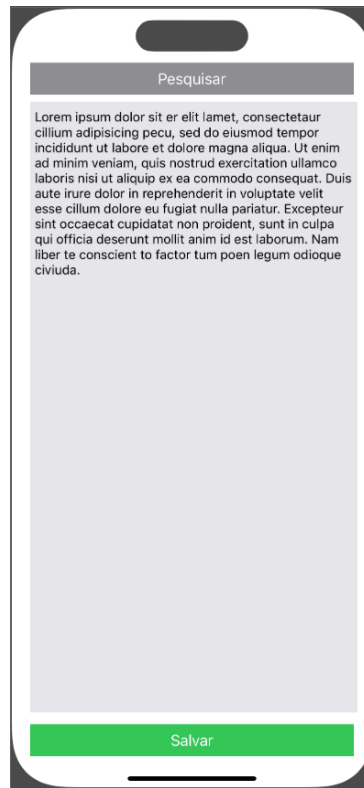 Pesquisar
Lorem ipsum dolor sit er elit lamet, consectetaur
cillium adipisicing pecu, sed do eiusmod tempor
incididunt ut labore et dolore magna aliqua. Ut enim
ad minim veniam, quis nostrud exercitation ullamco
laboris nisi ut aliquip ex ea commodo consequat. Duis
aute irure dolor in reprehenderit in voluptate velit
esse cillum dolore eu fugiat nulla pariatur. Excepteur
sint occaecat cupidatat non proident, sunt in culpa
qui officia deserunt mollit anim id est laborum. Nam
liber te conscient to factor tum poen legum odioque
civiuda.
Salvar